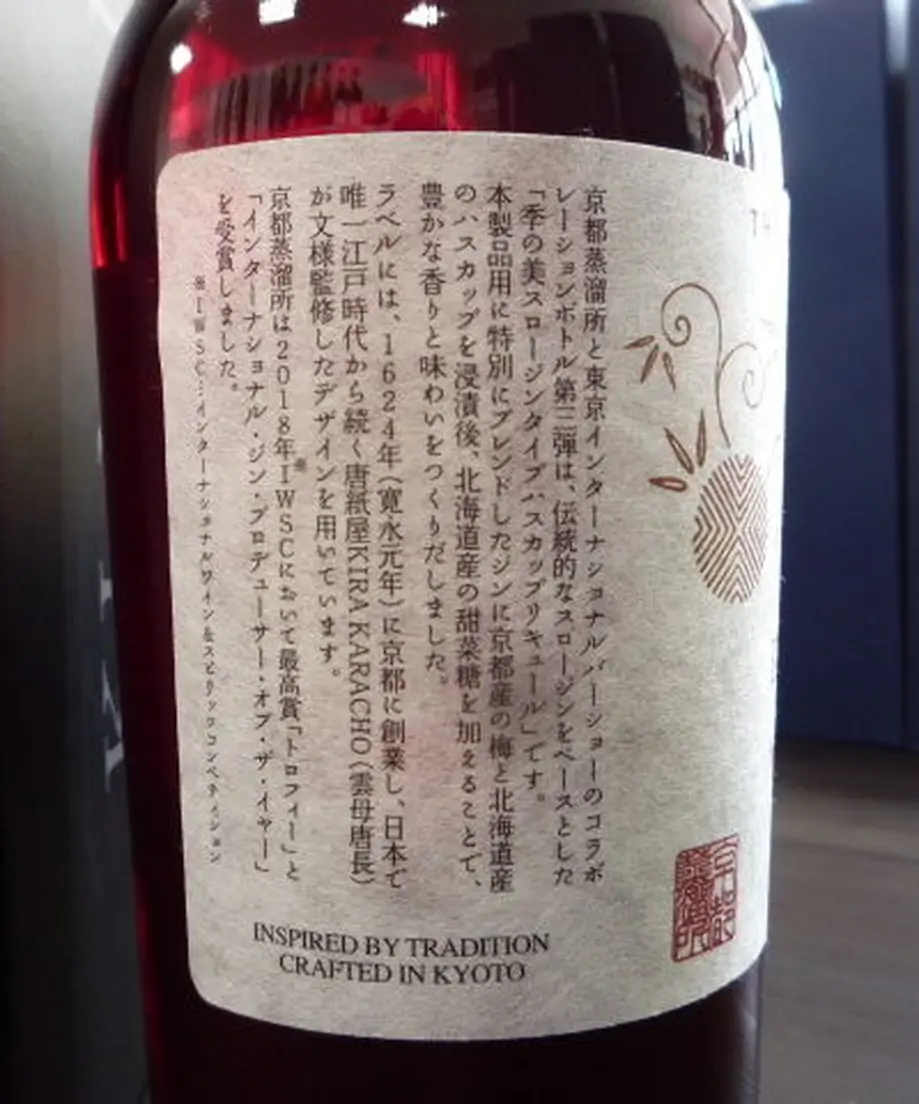 京都蒸溜所と東京インターナショナルバーショーのコラボ
レーションボトル第三弾は、伝統的なスロージンをベースとした
「季の美スロージンタイプハスカップリキュール」です。
本製品用に特別にブレンドしたジンに京都産の梅と北海道産
のハスカップを浸漬後、北海道産の甜菜糖を加えることで、
豊かな香りと味わいをつくりだしました。
ラベルには、1624年(寛永元年)に京都に創業し、日本で
唯一江戸時代から続く唐紙屋KIRA KARACHO(雲母唐長)
が文様監修したデザインを用いています。
京都蒸溜所は2018年IWSC※において最高賞「トロフィー」と
「インターナショナル・ジン・プロデューサー・オブ・ザ・イヤー」
を受賞しました。
※IWSC…インターナショナルワイン&スピリッツコンペティション
INSPIRED BY TRADITION
CRAFTED IN KYOTO
京都
蒸溜所